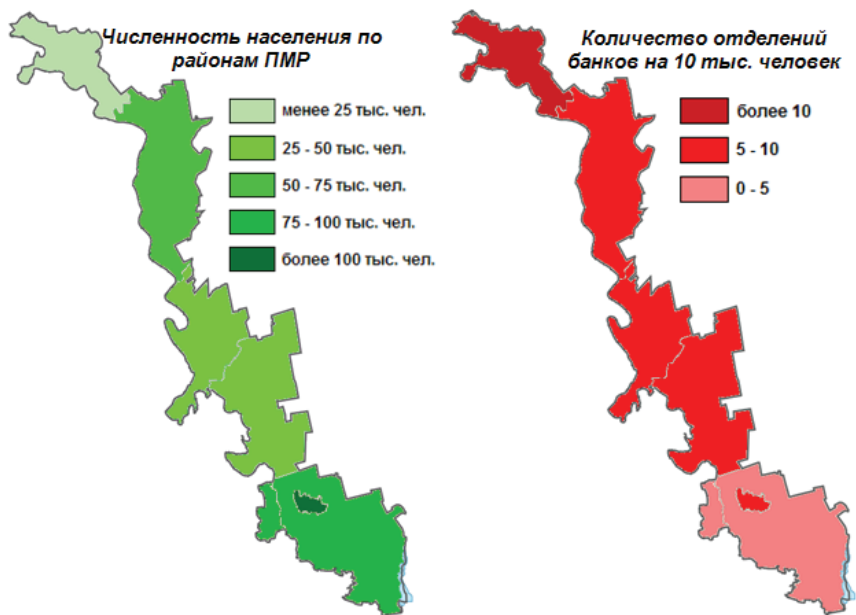 Численность населения по
районам ПМР
менее 25 тыс. чел.
25 - 50 тыс. чел.
50 - 75 тыс. чел.
75 - 100 тыс. чел.
более 100 тыс. чел.
Количество отделений
банков на 10 тыс. человек
более 10
5 - 10
0 - 5